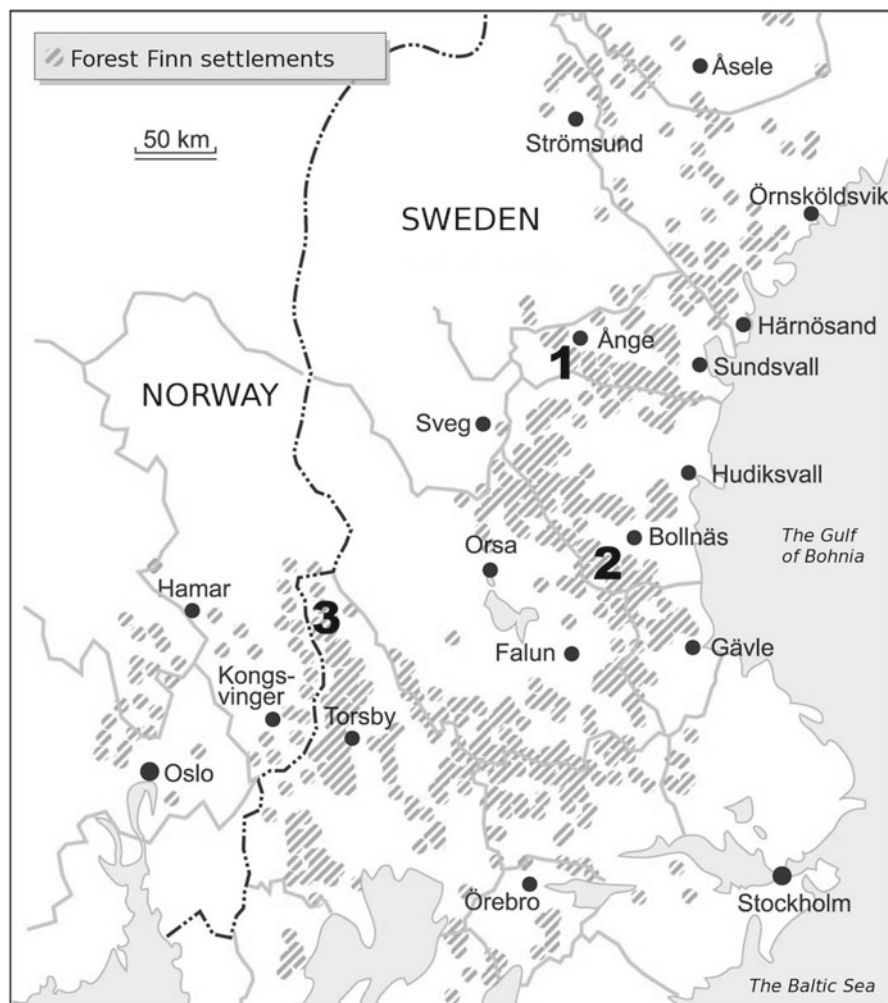 Forest Finn settlements
Åsele
50 km
Strömsund
Örnsköldsvik
SWEDEN
Härnösand
Ånge
1
Sundsvall
NORWAY
Sveg
Hudiksvall
Bollnäs
The Gulf
of Bohnia
Orsa
2
Hamar
3
Falun
Gävle
Kongs-
vinger
Torsby
Oslo
Örebro
Stockholm
The Baltic Sea